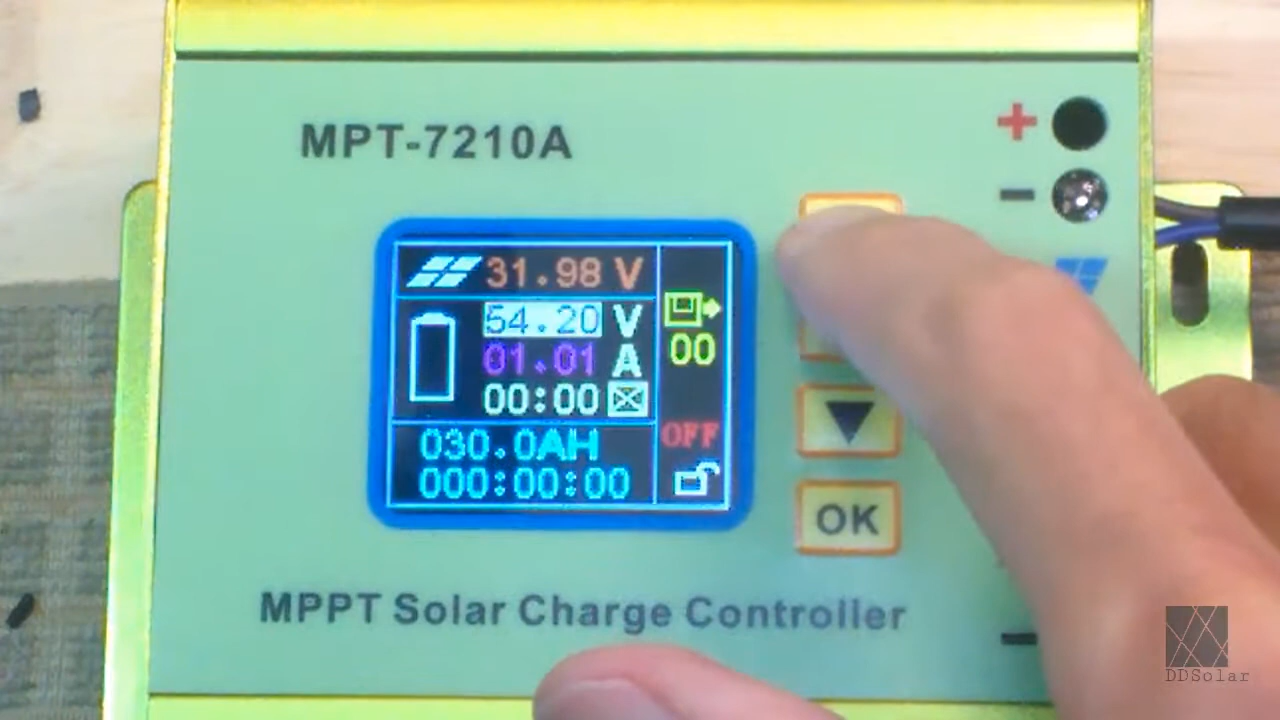 MPT-7210A
+
-
31.98 V
54.20 V
01.01 A
00:00
00
030.0AH
OFF
000:00:00
OK
MPPT Solar Charge Controller
DDSolar